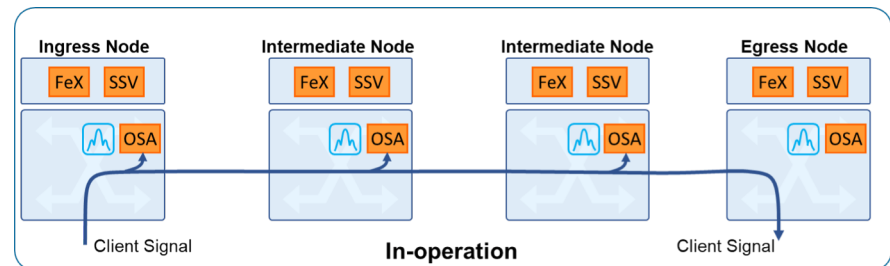 Ingress Node
Intermediate Node
Intermediate Node
Egress Node
FeX SSV
FeX SSV
FeX SSV
FeX SSV
OSA
OSA
OSA
OSA
Client Signal
In-operation
Client Signal